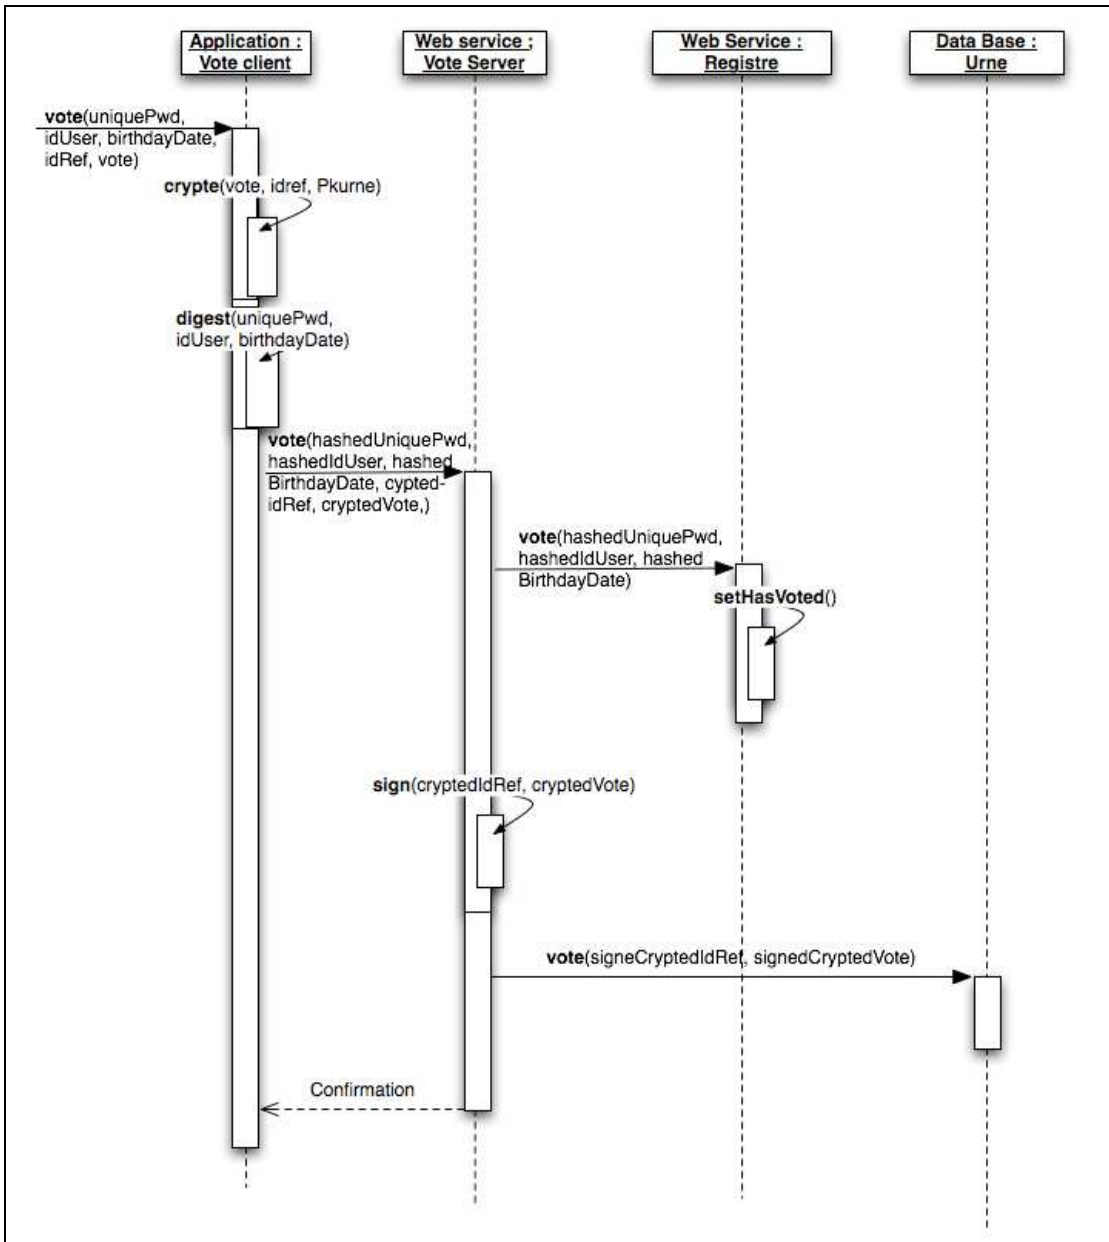 Application :
Vote client
Web service ;
Vote Server
Web Service :
Registre
Data Base :
Urne
vote(uniquePwd,
idUser, birthdayDate,
idRef, vote)
crypte(vote, idref, Pkurne)
digest(uniquePwd,
idUser, birthdayDate)
vote(hashedUniquePwd,
hashedIdUser, hashed
BirthdayDate, cypted-
idRef, cryptedVote,)
vote(hashedUniquePwd,
hashedIdUser, hashed
BirthdayDate)
setHasVoted()
sign(cryptedIdRef, cryptedVote)
vote(signeCryptedIdRef, signedCryptedVote)
Confirmation